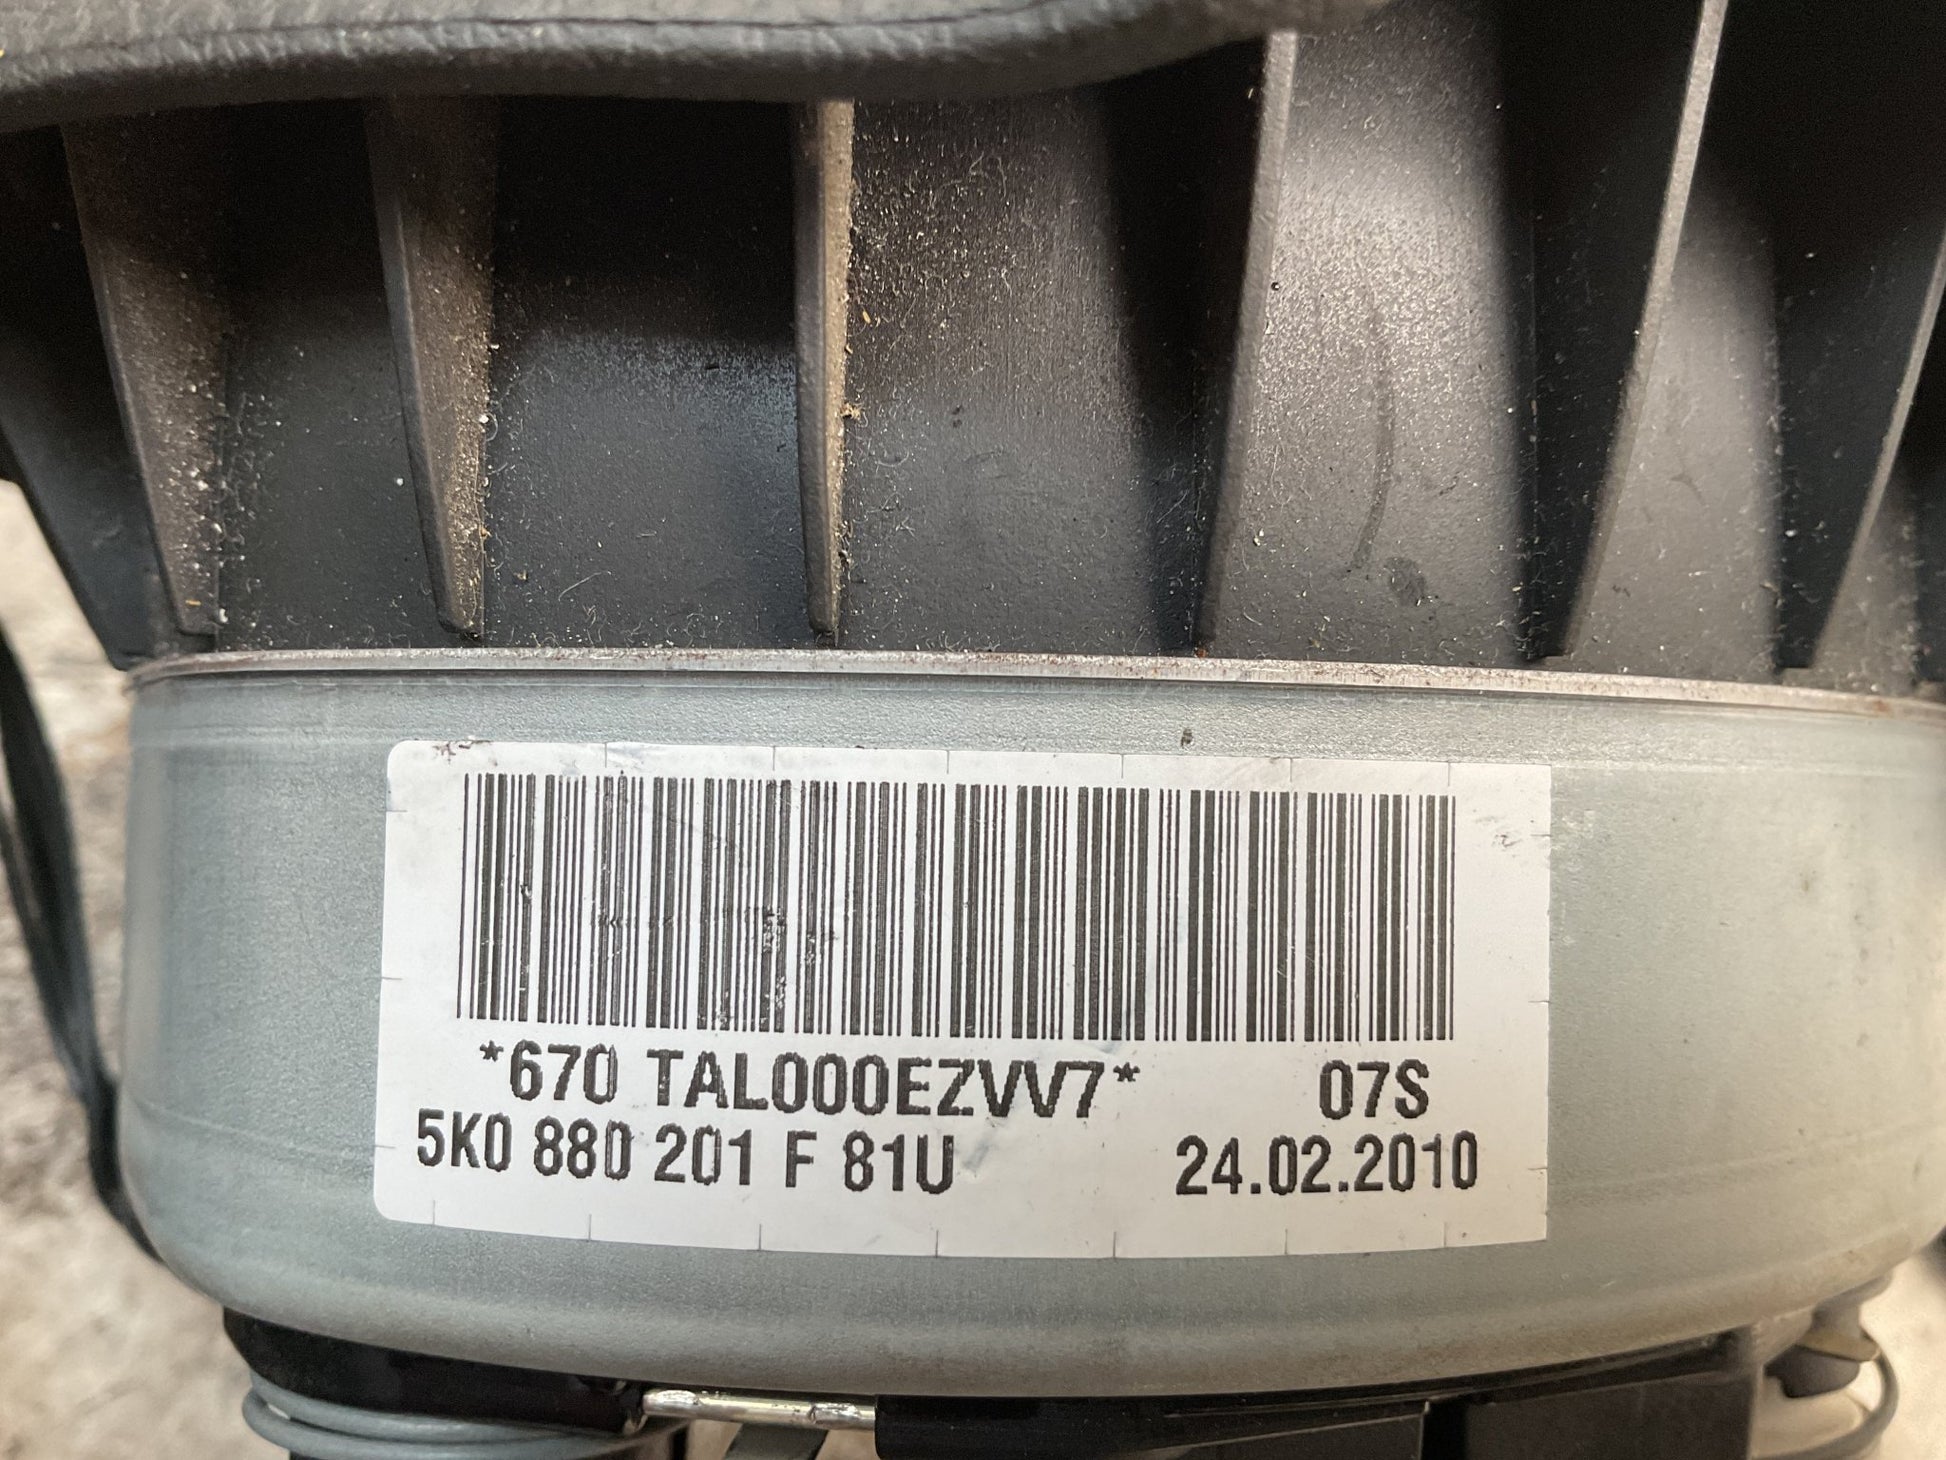 *670 TAL000EZVV7* 07S
5K0 880 201 F 81U 24.02.2010